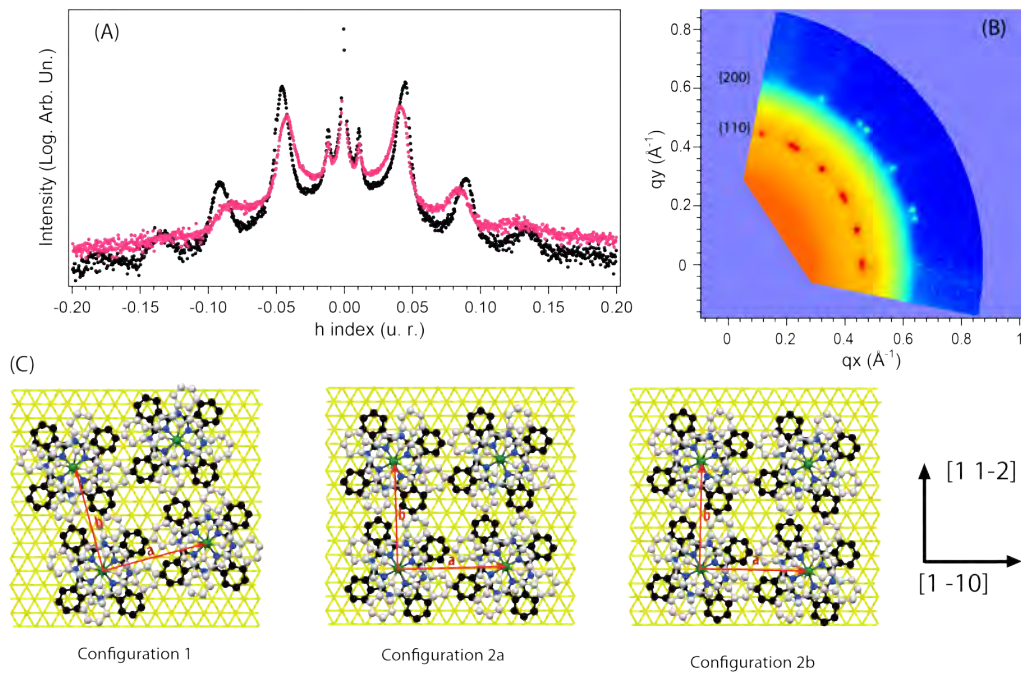 (A)
Intensity (Log. Arb. Un.)
-0.20 -0.15 -0.10 -0.05 0.00 0.05 0.10 0.15 0.20
h index (u. r.)
(B)
{200}
{110}
qy (Å⁻¹)
0.8
0.6
0.4
0.2
0
0 0.2 0.4 0.6 0.8 1
qx (Å⁻¹)
(C)
b
a
Configuration 1
b
a
Configuration 2a
b
a
Configuration 2b
[1 1-2]
[1 -10]